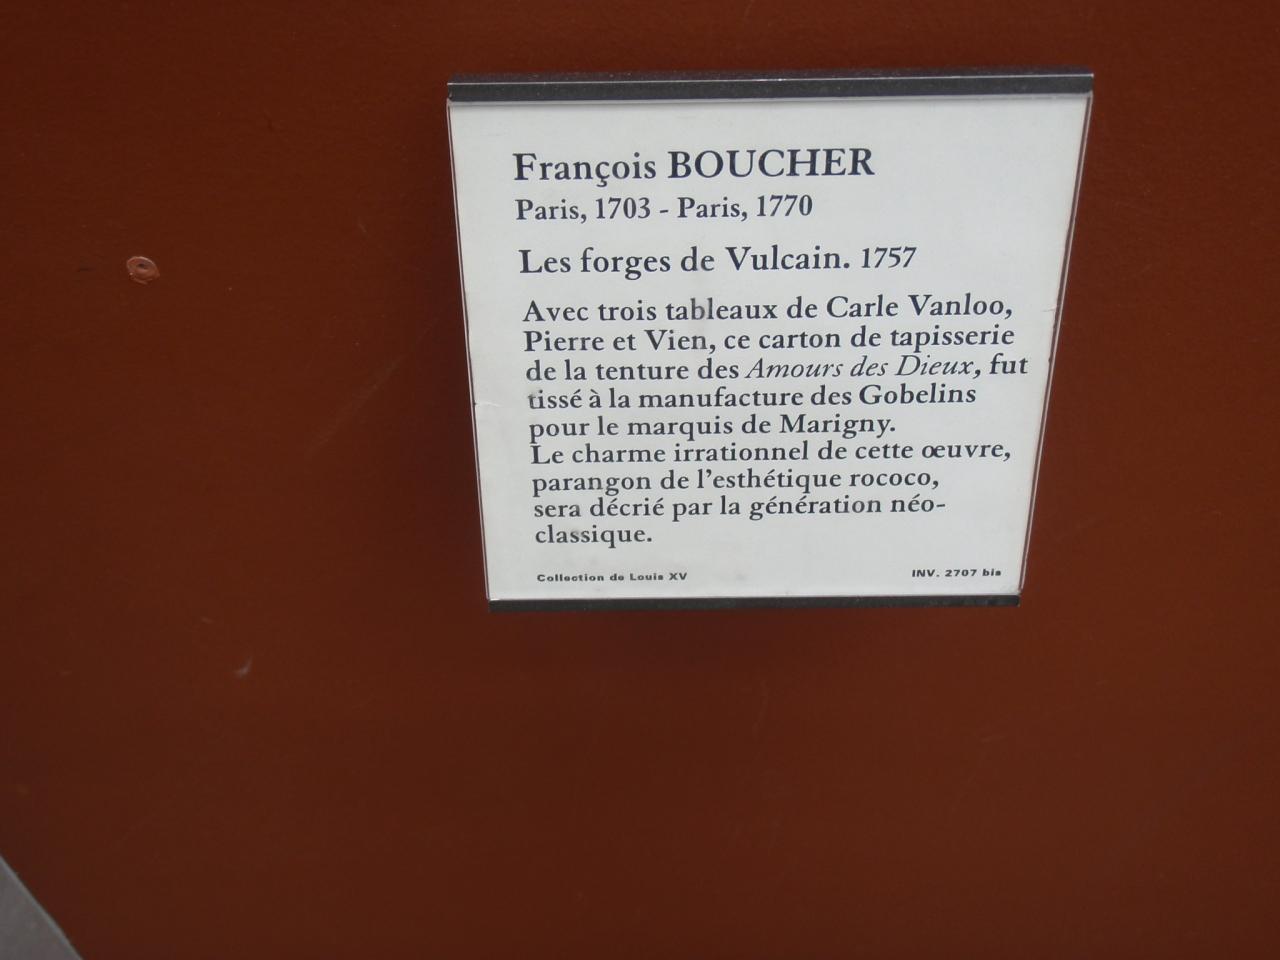 François BOUCHER
Paris, 1703 - Paris, 1770
Les forges de Vulcain. 1757
Avec trois tableaux de Carle Vanloo,
Pierre et Vien, ce carton de tapisserie
de la tenture des Amours des Dieux, fut
tissé à la manufacture des Gobelins
pour le marquis de Marigny.
Le charme irrationnel de cette œuvre,
parangon de l'esthétique rococo,
sera décrié par la génération néo-
classique.
Collection de Louis XV
INV. 2707 bis